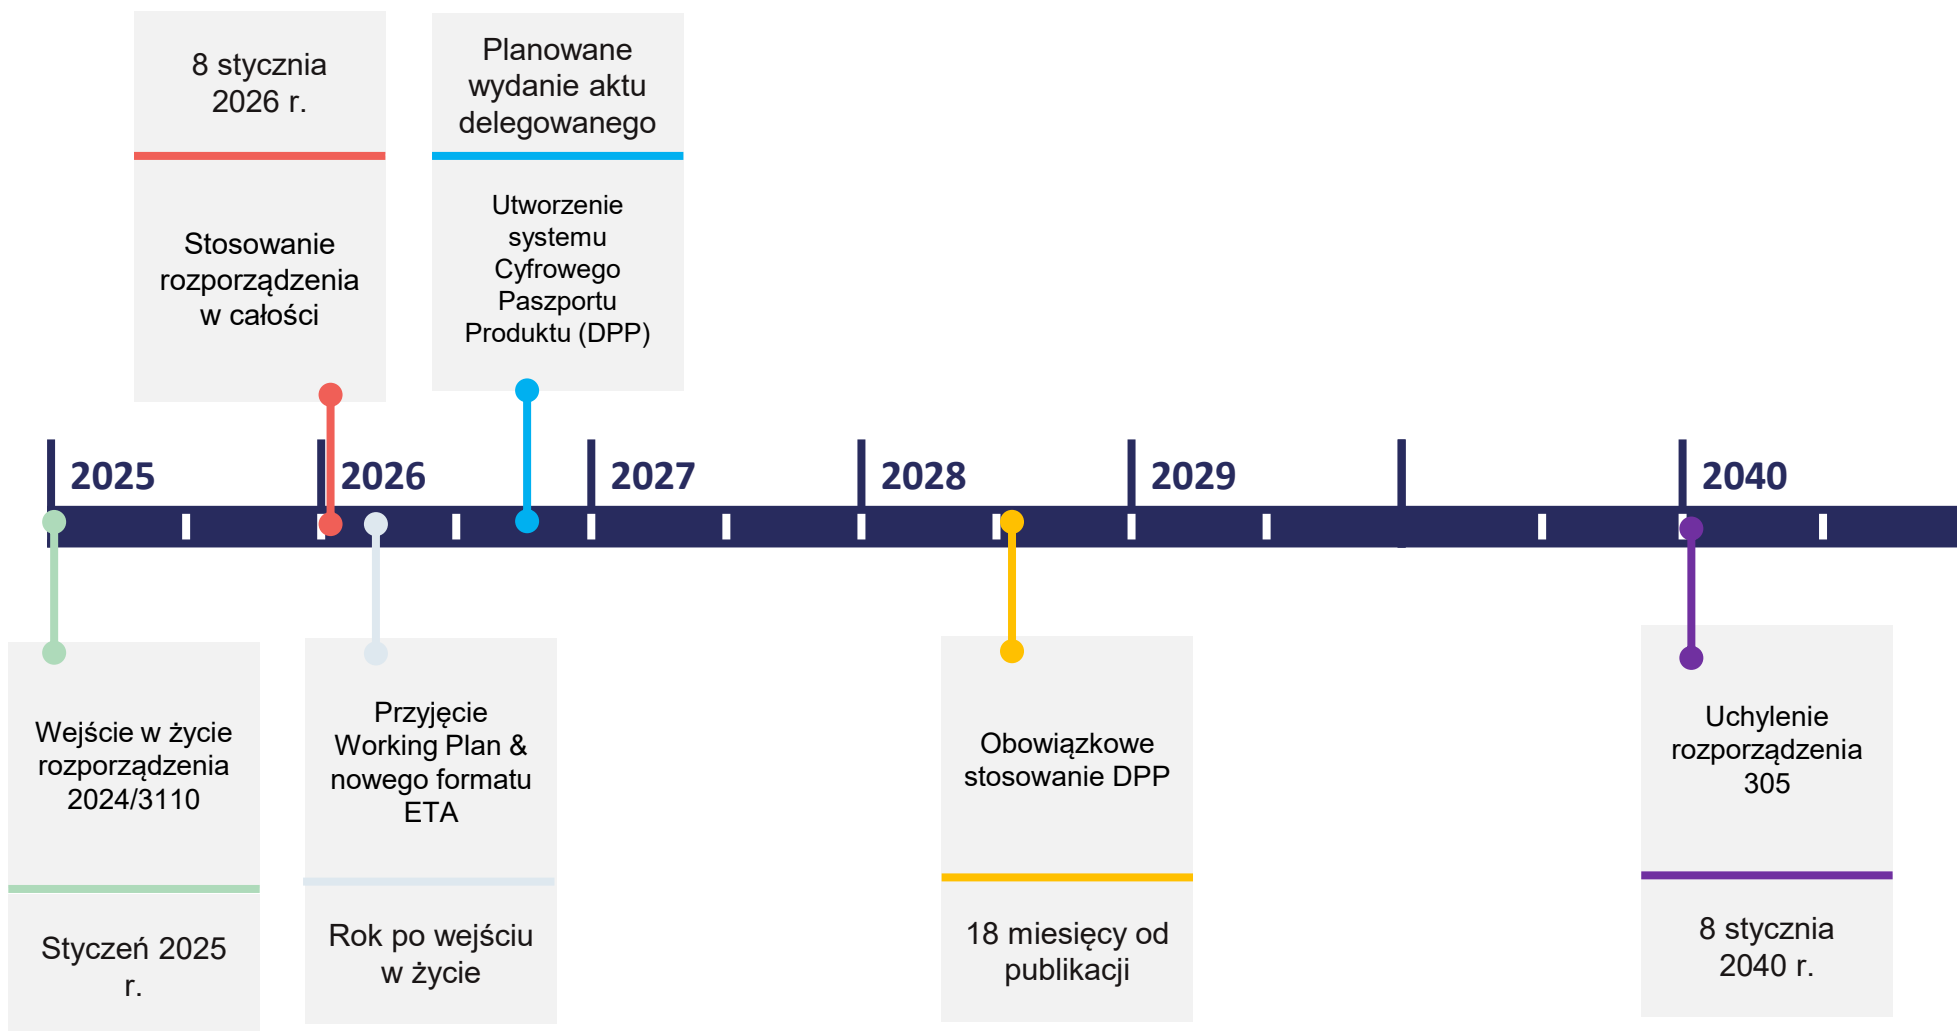 8 stycznia
2026 r.
Stosowanie
rozporządzenia
w całości
Planowane
wydanie aktu
delegowanego
Utworzenie
systemu
Cyfrowego
Paszportu
Produktu (DPP)
2025
2026
2027
2028
2029
2040
Wejście w życie
rozporządzenia
2024/3110
Styczeń 2025
r.
Przyjęcie
Working Plan &
nowego formatu
ETA
Rok po wejściu
w życie
Obowiązkowe
stosowanie DPP
18 miesięcy od
publikacji
Uchylenie
rozporządzenia
305
8 stycznia
2040 r.